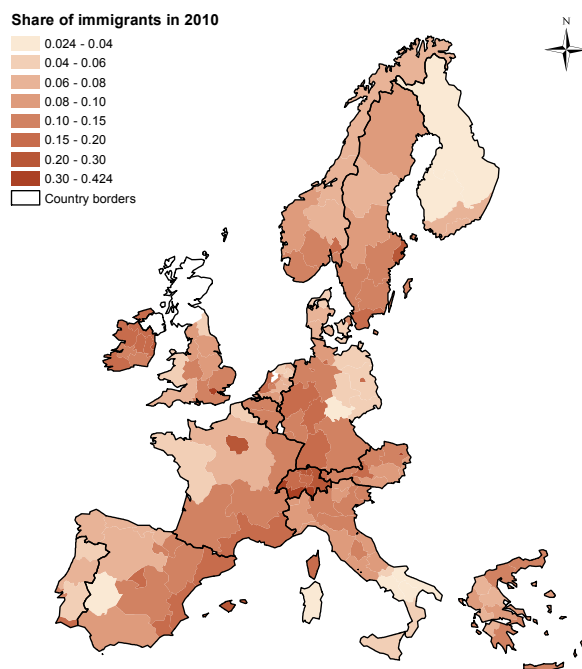 Share of immigrants in 2010
N
0.024 - 0.04
0.04 - 0.06
0.06 - 0.08
0.08 - 0.10
0.10 - 0.15
0.15 - 0.20
0.20 - 0.30
0.30 - 0.424
Country borders